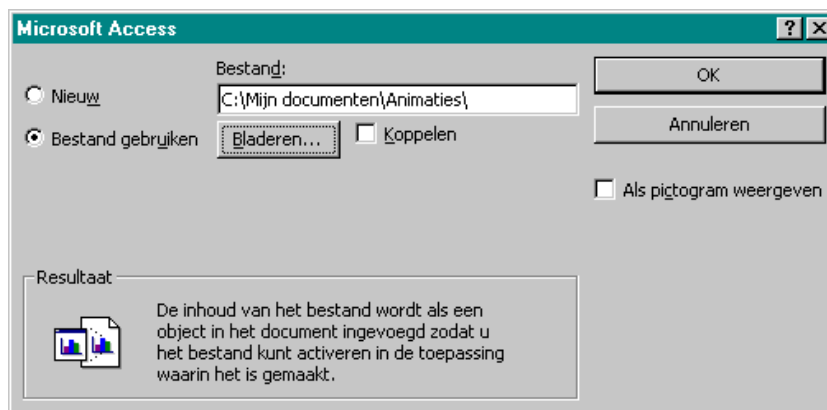 Microsoft Access
Bestand:
Nieuw
C:\Mijn documenten\Animaties\
OK
Bestand gebruiken
Bladeren...
Koppelen
Annuleren
Als pictogram weergeven
Resultaat
De inhoud van het bestand wordt als een
object in het document ingevoegd zodat u
het bestand kunt activeren in de toepassing
waarin het is gemaakt.